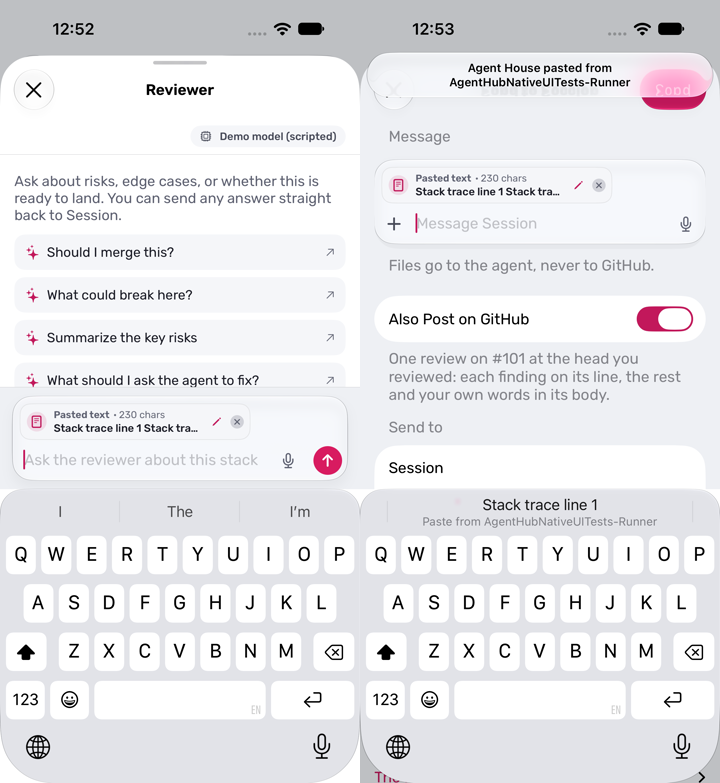 12:52
Reviewer
Demo model (scripted)
Ask about risks, edge cases, or whether this is
ready to land. You can send any answer straight
back to Session.
Should I merge this?
What could break here?
Summarize the key risks
What should I ask the agent to fix?
Pasted text • 230 chars
Stack trace line 1 Stack tra...
Ask the reviewer about this stack
I
The
I'm
Q W E R T Y U I O P
A S D F G H J K L
Z X C V B N M
123
EN
12:53
Agent House pasted from
AgentHubNativeUITests-Runner
Message
Pasted text • 230 chars
Stack trace line 1 Stack tra...
Message Session
Files go to the agent, never to GitHub.
Also Post on GitHub
One review on #101 at the head you
reviewed: each finding on its line, the rest
and your own words in its body.
Send to
Session
Stack trace line 1
Paste from AgentHubNativeUITests-Runner
Q W E R T Y U I O P
A S D F G H J K L
Z X C V B N M
123
EN